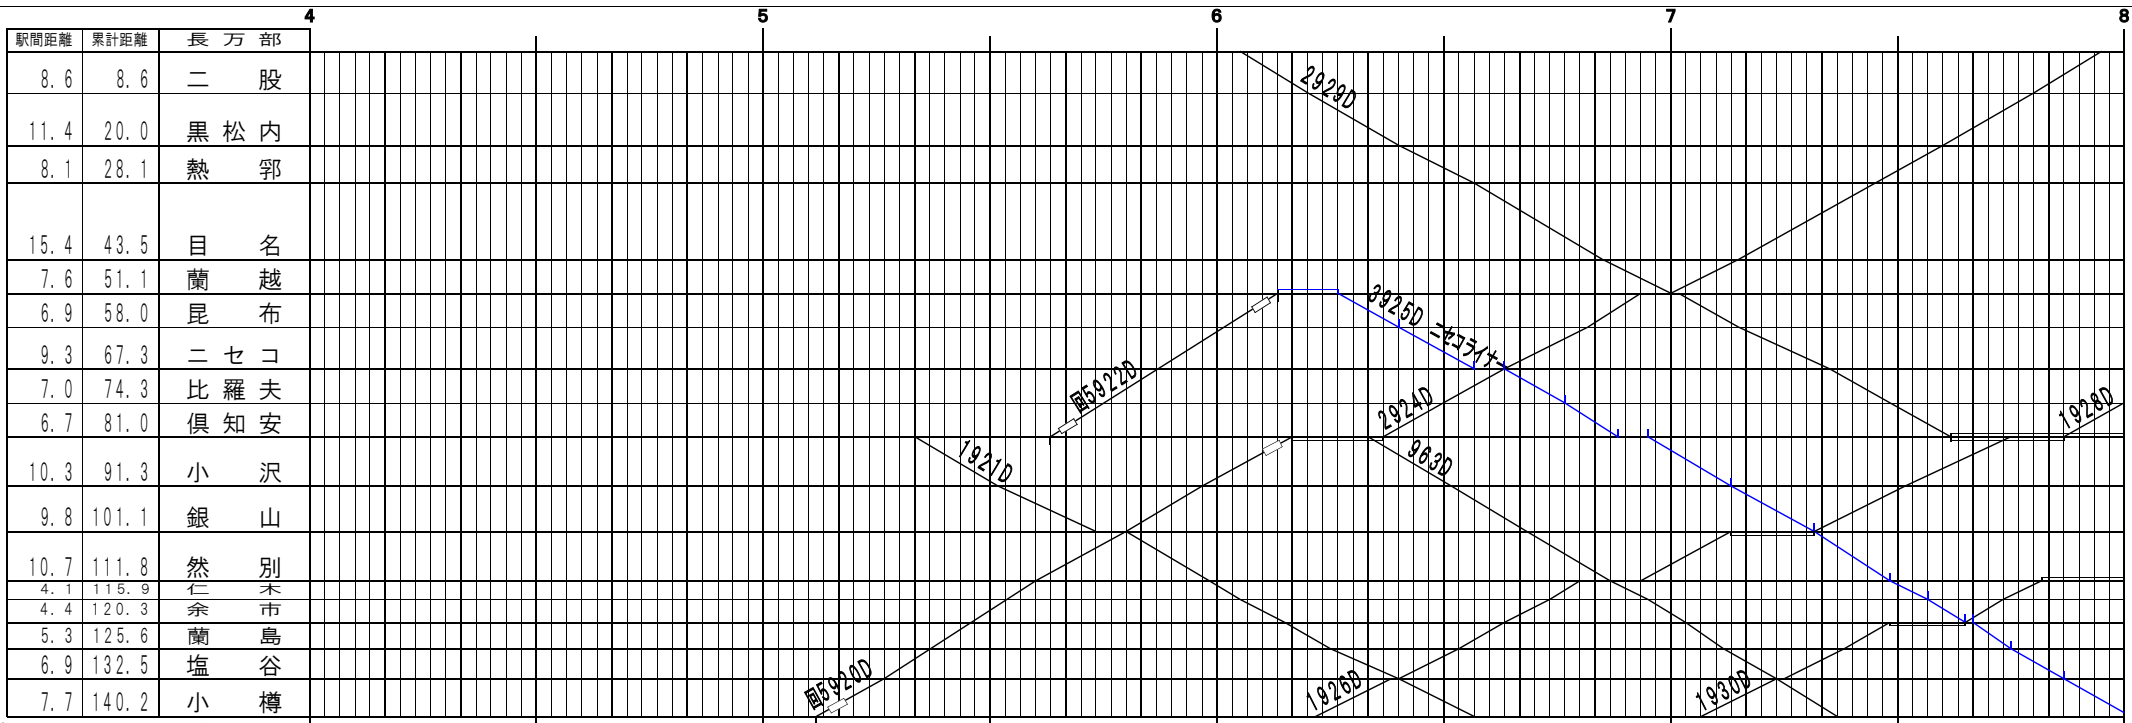 4 5 6 7 8
駅間距離 累計距離 長万部
8.6 8.6 二股
11.4 20.0 黒松内
8.1 28.1 熱郛
15.4 43.5 目名
7.6 51.1 蘭越
6.9 58.0 昆布
9.3 67.3 ニセコ
7.0 74.3 比羅夫
6.7 81.0 倶知安
10.3 91.3 小沢
9.8 101.1 銀山
10.7 111.8 然別
4.1 115.9 仁木
4.4 120.3 余市
5.3 125.6 蘭島
6.9 132.5 塩谷
7.7 140.2 小樽
2929D
3925D ニセコライナー
回5922D
2924D
1928D
1921D
963D
回5920D
1926D
1930D